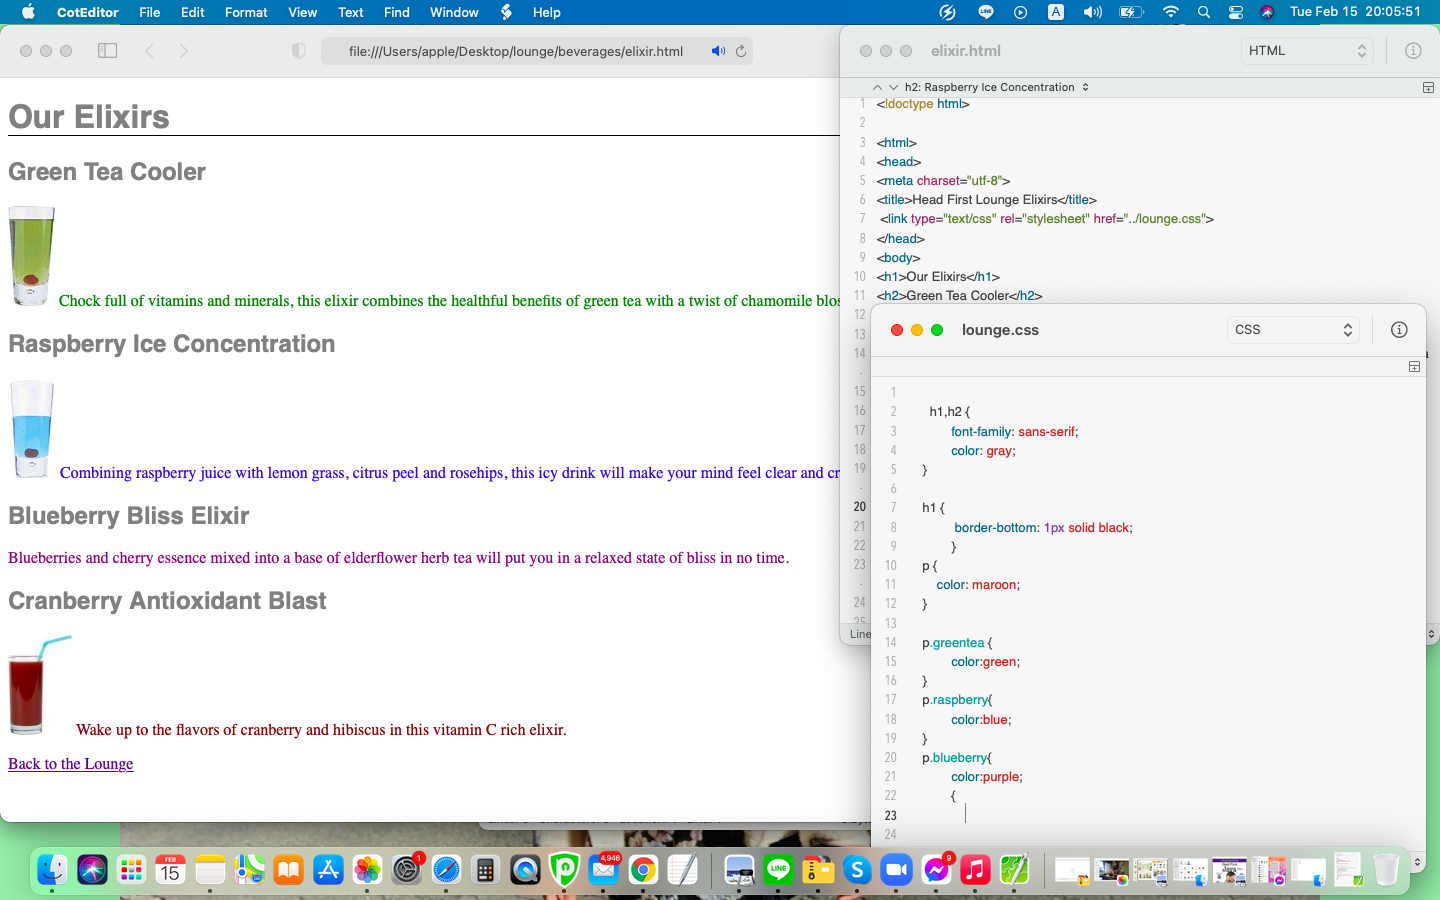 CotEditor File Edit Format View Text Find Window Help A Tue Feb 15 20:05:51
file:///Users/apple/Desktop/lounge/beverages/elixir.html
Our Elixirs
Green Tea Cooler
Chock full of vitamins and minerals, this elixir combines the healthful benefits of green tea with a twist of chamomile blos
Raspberry Ice Concentration
Combining raspberry juice with lemon grass, citrus peel and rosehips, this icy drink will make your mind feel clear and cr
Blueberry Bliss Elixir
Blueberries and cherry essence mixed into a base of elderflower herb tea will put you in a relaxed state of bliss in no time.
Cranberry Antioxidant Blast
Wake up to the flavors of cranberry and hibiscus in this vitamin C rich elixir.
Back to the Lounge
elixir.html HTML
h2: Raspberry Ice Concentration
1 <!doctype html>
2
3 <html>
4 <head>
5 <meta charset="utf-8">
6 <title>Head First Lounge Elixirs</title>
7 <link type="text/css" rel="stylesheet" href="../lounge.css">
8 </head>
9 <body>
10 <h1>Our Elixirs</h1>
11 <h2>Green Tea Cooler</h2>
12
13
14
-
15
16
17
18
19
-
20
21
22
23
-
24
25
Line
lounge.css CSS
1
2 h1,h2 {
3 font-family: sans-serif;
4 color: gray;
5 }
6
7 h1 {
8 border-bottom: 1px solid black;
9 }
10 p {
11 color: maroon;
12 }
13
14 p.greentea {
15 color:green;
16 }
17 p.raspberry{
18 color:blue;
19 }
20 p.blueberry{
21 color:purple;
22 {
23
24
FEB
15
1
4,946
LINE
9